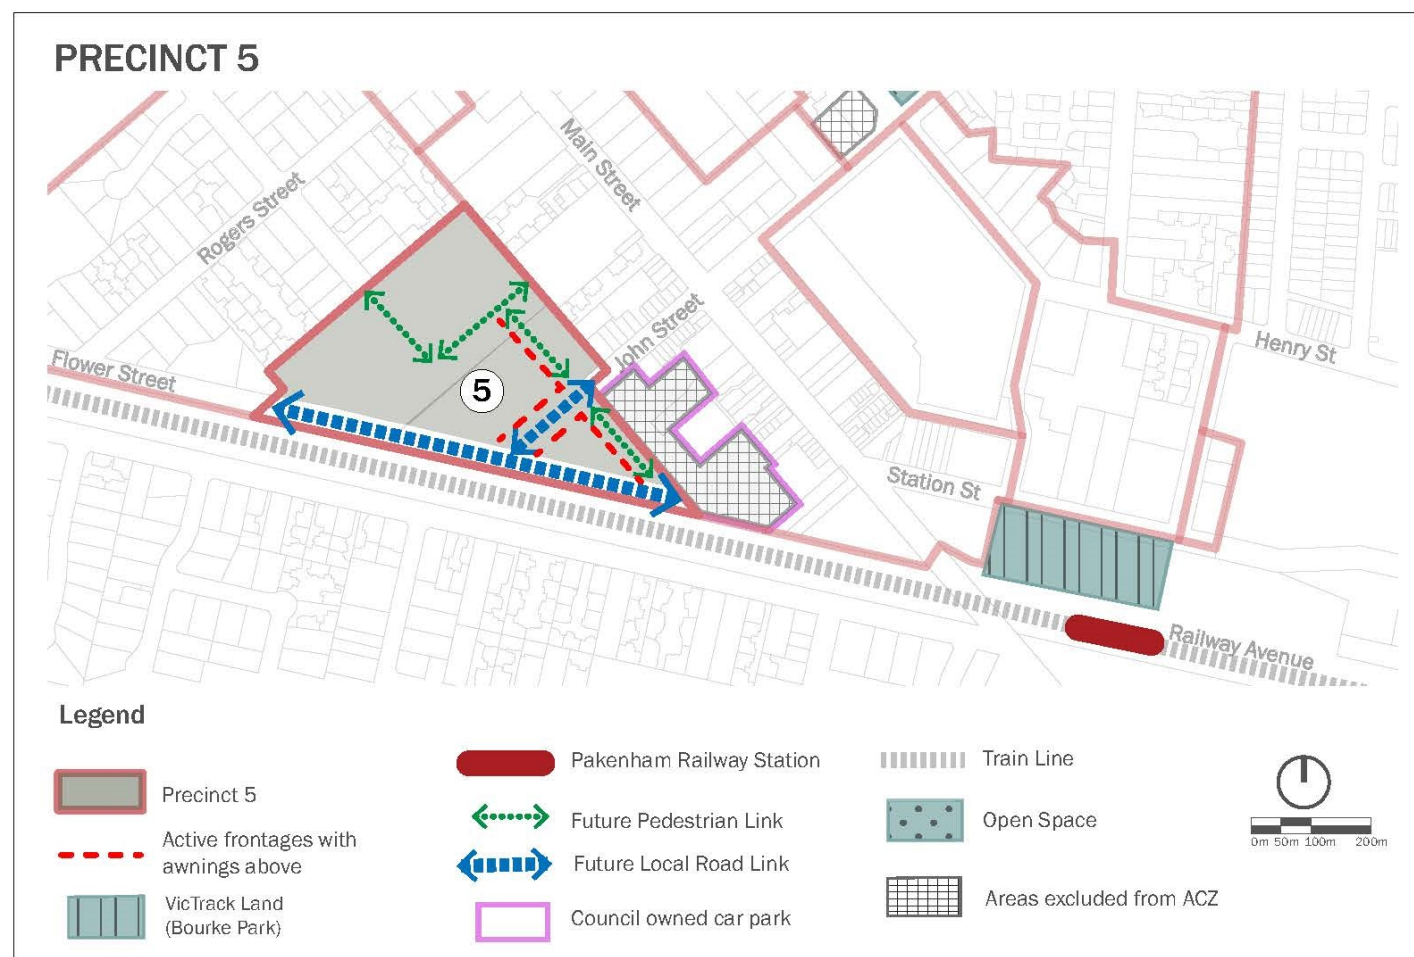 PRECINCT 5
Main Street
Rogers Street
John Street
Flower Street
5
Henry St
Station St
Railway Avenue
Legend
Precinct 5
Active frontages with
awnings above
VicTrack Land
(Bourke Park)
Pakenham Railway Station
Future Pedestrian Link
Future Local Road Link
Council owned car park
Train Line
Open Space
Areas excluded from ACZ
0m 50m 100m 200m